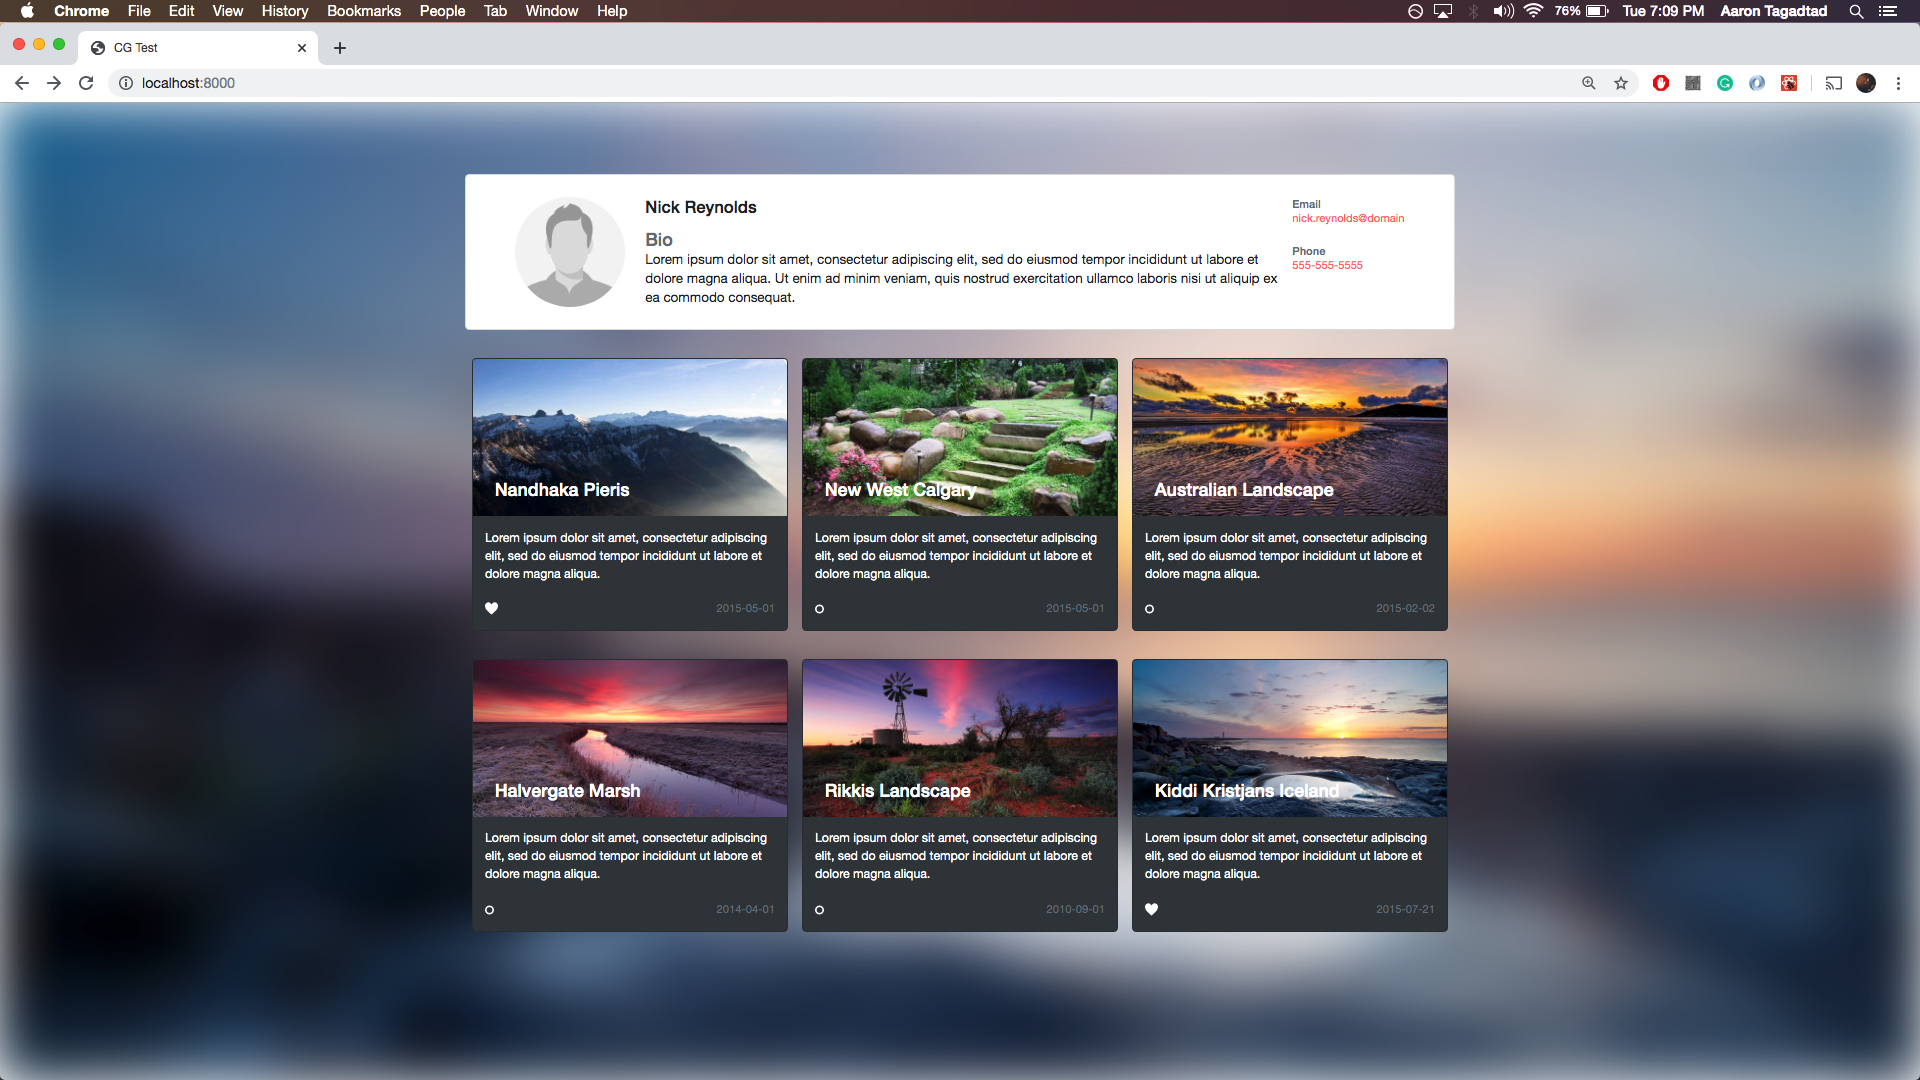 Chrome File Edit View History Bookmarks People Tab Window Help 76% Tue 7:09 PM Aaron Tagadtad
CG Test
localhost:8000
Nick Reynolds
Bio
Lorem ipsum dolor sit amet, consectetur adipiscing elit, sed do eiusmod tempor incididunt ut labore et
dolore magna aliqua. Ut enim ad minim veniam, quis nostrud exercitation ullamco laboris nisi ut aliquip ex
ea commodo consequat.
Email
nick.reynolds@domain
Phone
555-555-5555
Nandhaka Pieris
Lorem ipsum dolor sit amet, consectetur adipiscing
elit, sed do eiusmod tempor incididunt ut labore et
dolore magna aliqua.
2015-05-01
New West Calgary
Lorem ipsum dolor sit amet, consectetur adipiscing
elit, sed do eiusmod tempor incididunt ut labore et
dolore magna aliqua.
2015-05-01
Australian Landscape
Lorem ipsum dolor sit amet, consectetur adipiscing
elit, sed do eiusmod tempor incididunt ut labore et
dolore magna aliqua.
2015-02-02
Halvergate Marsh
Lorem ipsum dolor sit amet, consectetur adipiscing
elit, sed do eiusmod tempor incididunt ut labore et
dolore magna aliqua.
2014-04-01
Rikkis Landscape
Lorem ipsum dolor sit amet, consectetur adipiscing
elit, sed do eiusmod tempor incididunt ut labore et
dolore magna aliqua.
2010-09-01
Kiddi Kristjans Iceland
Lorem ipsum dolor sit amet, consectetur adipiscing
elit, sed do eiusmod tempor incididunt ut labore et
dolore magna aliqua.
2015-07-21